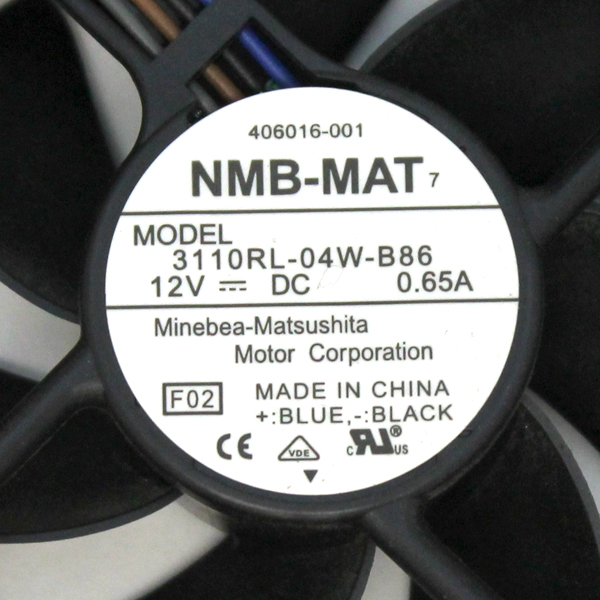 406016-001
NMB-MAT 7
MODEL
3110RL-04W-B86
12V ⎓ DC 0.65A
Minebea-Matsushita
Motor Corporation
F02
MADE IN CHINA
+:BLUE,-:BLACK
CE VDE c RU® US